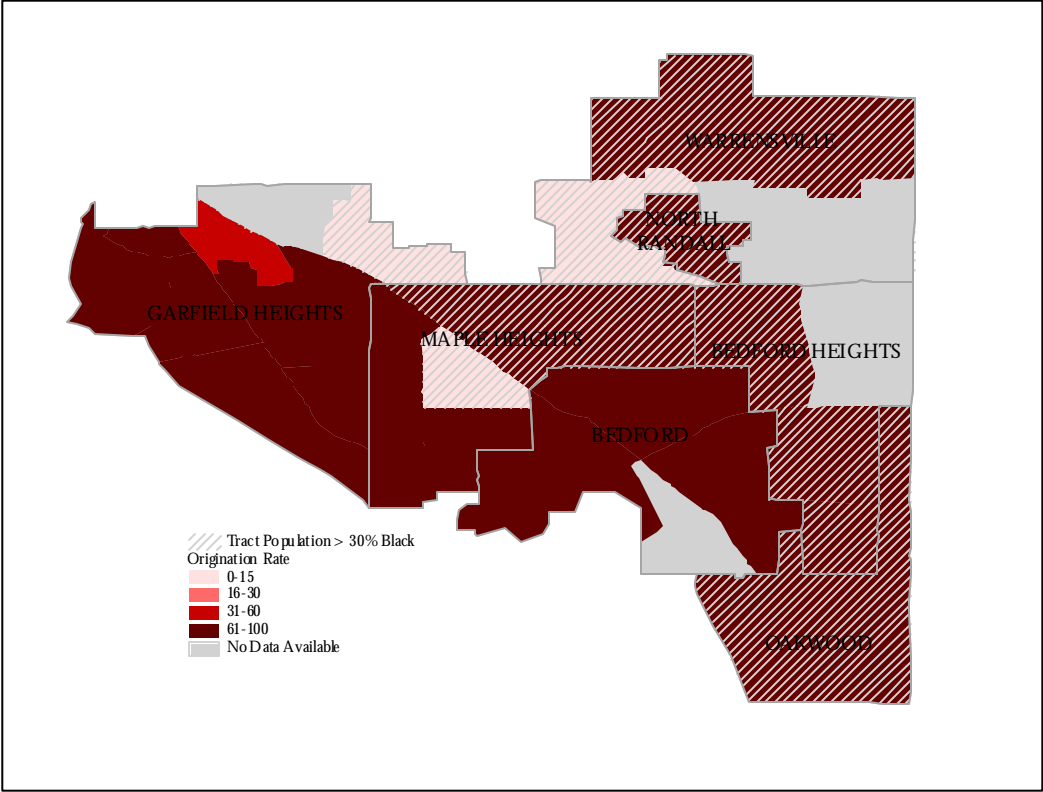 WARRENSVILLE
NORTH
RANDALL
GARFIELD HEIGHTS
MAPLE HEIGHTS
BEDFORD HEIGHTS
BEDFORD
Tract Population > 30% Black
Origination Rate
0-15
16-30
31-60
61-100
No Data Available
OAKWOOD